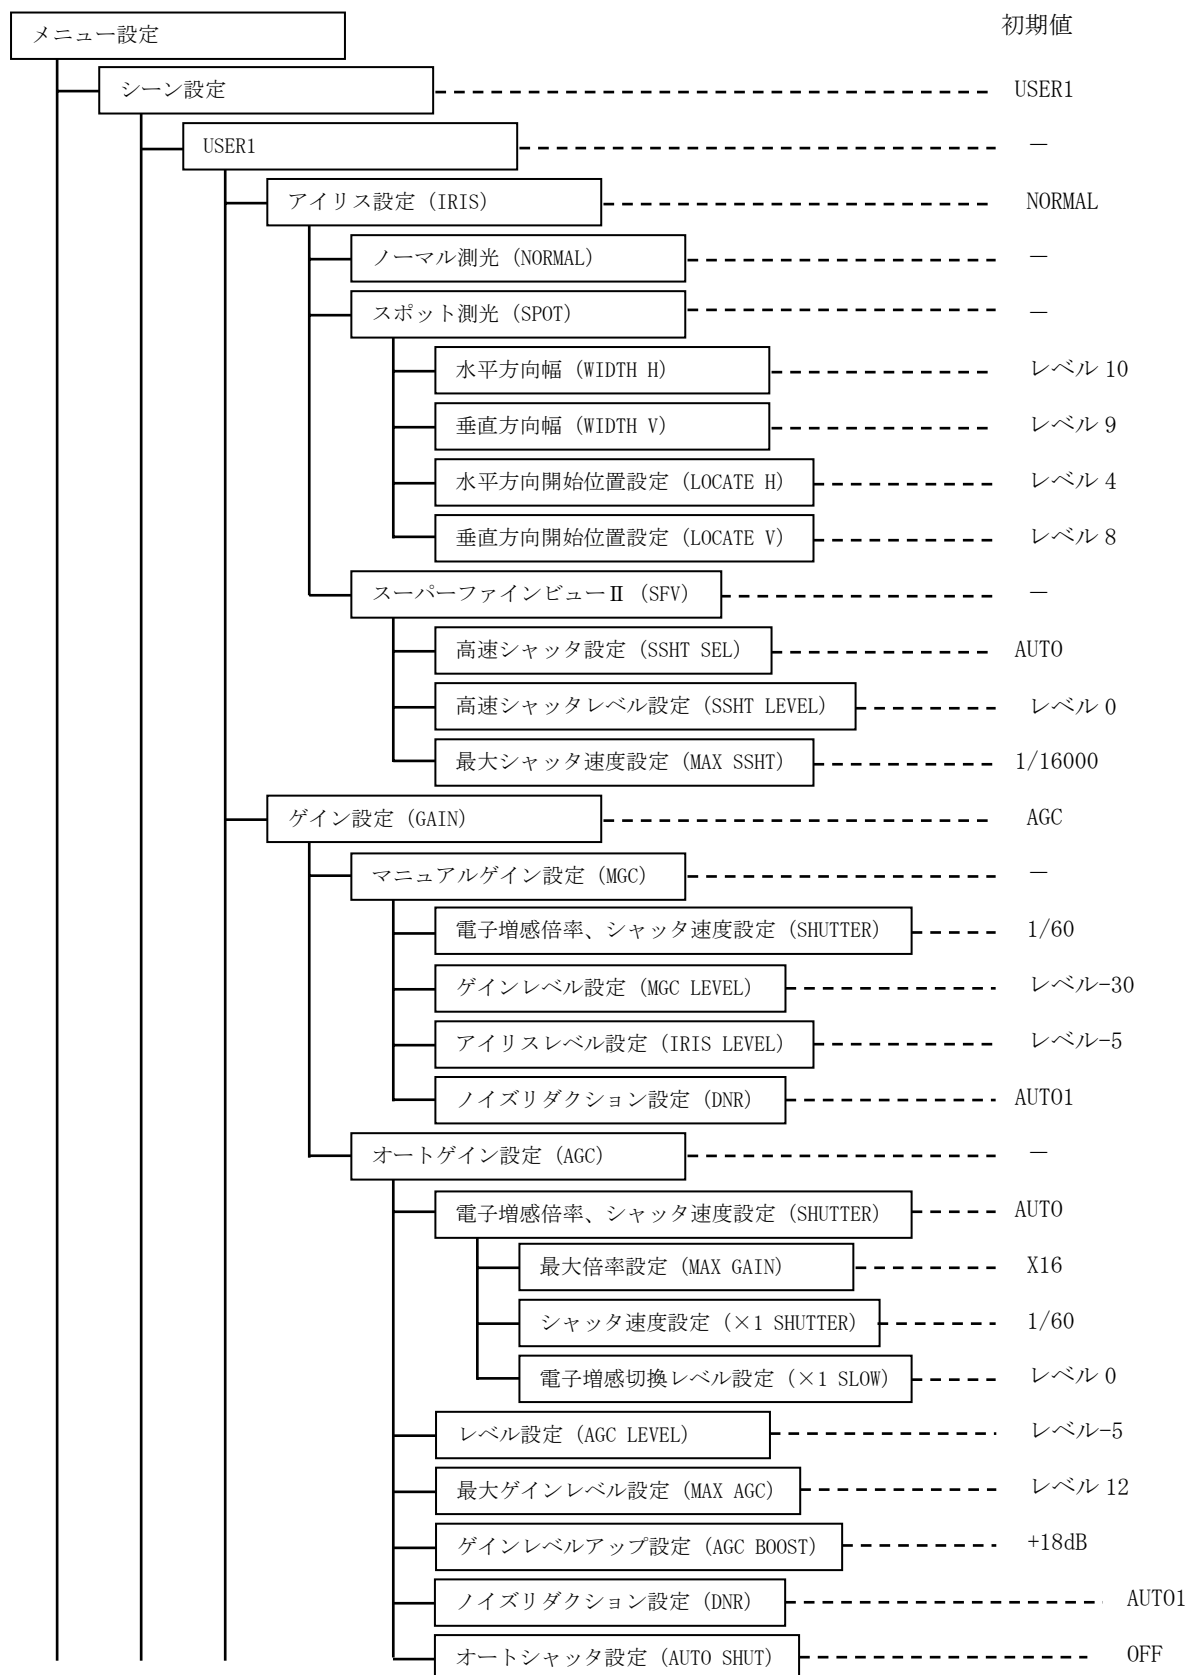 初期値
メニュー設定
シーン設定 USER1
USER1 ―
アイリス設定（IRIS） NORMAL
ノーマル測光（NORMAL） ―
スポット測光（SPOT） ―
水平方向幅（WIDTH H） レベル 10
垂直方向幅（WIDTH V） レベル 9
水平方向開始位置設定（LOCATE H） レベル 4
垂直方向開始位置設定（LOCATE V） レベル 8
スーパーファインビューⅡ（SFV） ―
高速シャッタ設定（SSHT SEL） AUTO
高速シャッタレベル設定（SSHT LEVEL） レベル 0
最大シャッタ速度設定（MAX SSHT） 1/16000
ゲイン設定（GAIN） AGC
マニュアルゲイン設定（MGC） ―
電子増感倍率、シャッタ速度設定（SHUTTER） 1/60
ゲインレベル設定（MGC LEVEL） レベル-30
アイリスレベル設定（IRIS LEVEL） レベル-5
ノイズリダクション設定（DNR） AUTO1
オートゲイン設定（AGC） ―
電子増感倍率、シャッタ速度設定（SHUTTER） AUTO
最大倍率設定（MAX GAIN） X16
シャッタ速度設定（×1 SHUTTER） 1/60
電子増感切換レベル設定（×1 SLOW） レベル 0
レベル設定（AGC LEVEL） レベル-5
最大ゲインレベル設定（MAX AGC） レベル 12
ゲインレベルアップ設定（AGC BOOST） +18dB
ノイズリダクション設定（DNR） AUTO1
オートシャッタ設定（AUTO SHUT） OFF